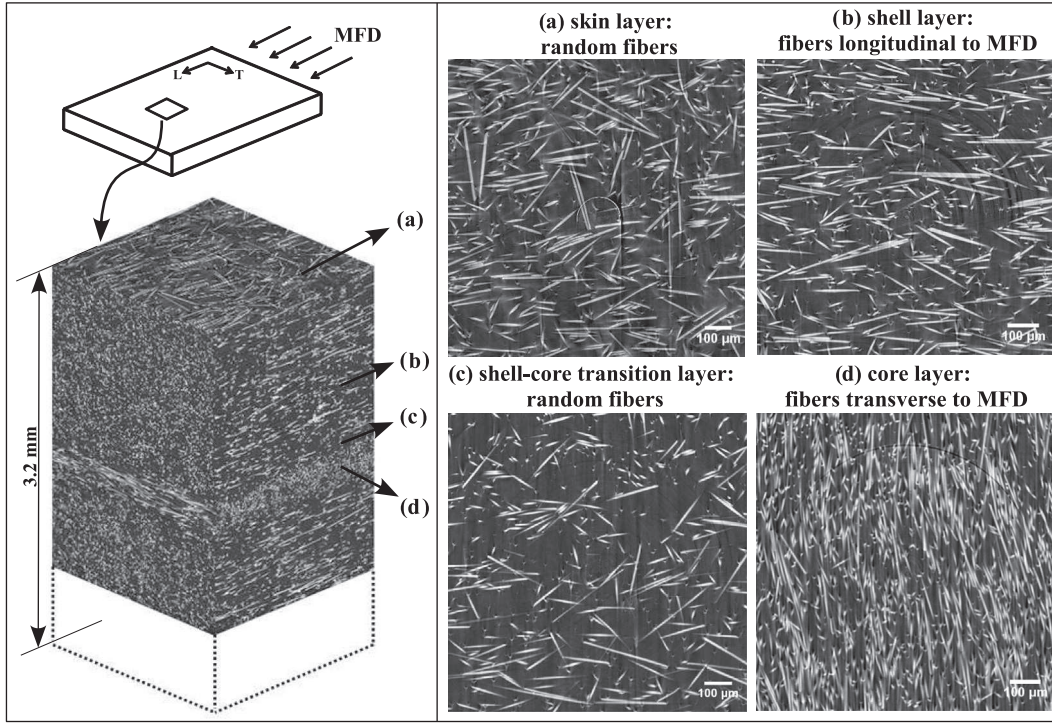 MFD
L
T
(a)
(b)
(c)
(d)
3.2 mm
(a) skin layer:
random fibers
100 µm
(b) shell layer:
fibers longitudinal to MFD
100 µm
(c) shell-core transition layer:
random fibers
100 µm
(d) core layer:
fibers transverse to MFD
100 µm